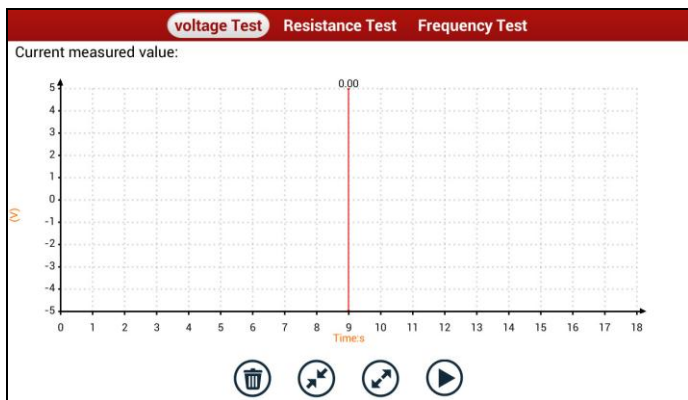 voltage Test Resistance Test Frequency Test
Current measured value:
0.00
5
4
3
2
1
0
-1
-2
-3
-4
-5
(V)
0 1 2 3 4 5 6 7 8 9 10 11 12 13 14 15 16 17 18
Time:s